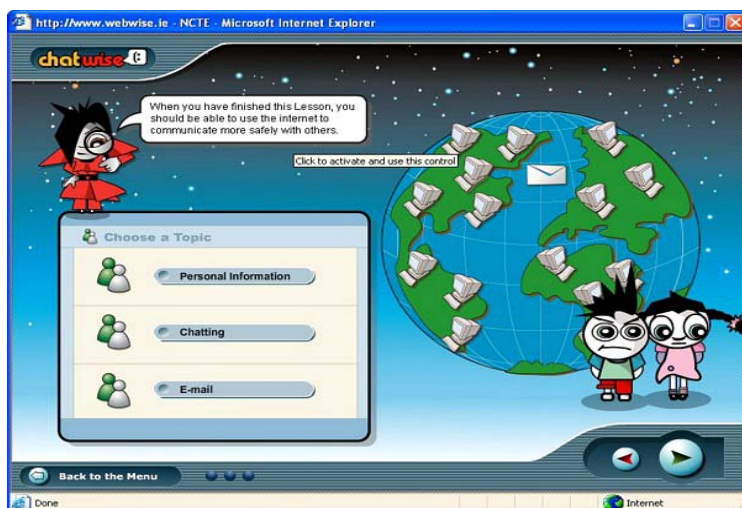 http://www.webwise.ie - NCTE - Microsoft Internet Explorer
chatwise
When you have finished this Lesson, you
should be able to use the internet to
communicate more safely with others.
Click to activate and use this control
Choose a Topic
Personal Information
Chatting
E-mail
Back to the Menu
Done
Internet